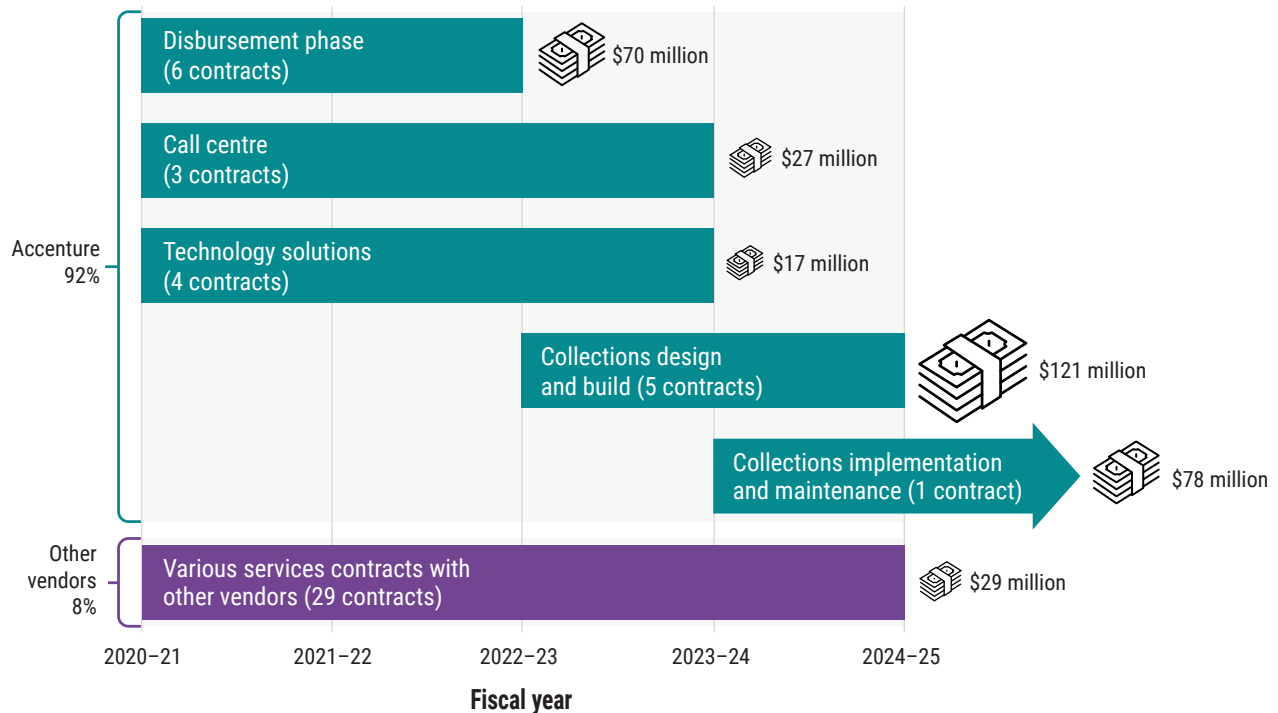 Disbursement phase
(6 contracts)
$70 million
Call centre
(3 contracts)
$27 million
Accenture
92%
Technology solutions
(4 contracts)
$17 million
Collections design
and build (5 contracts)
$121 million
Collections implementation
and maintenance (1 contract)
$78 million
Other
vendors
8%
Various services contracts with
other vendors (29 contracts)
$29 million
2020–21
2021–22
2022–23
2023–24
2024–25
Fiscal year